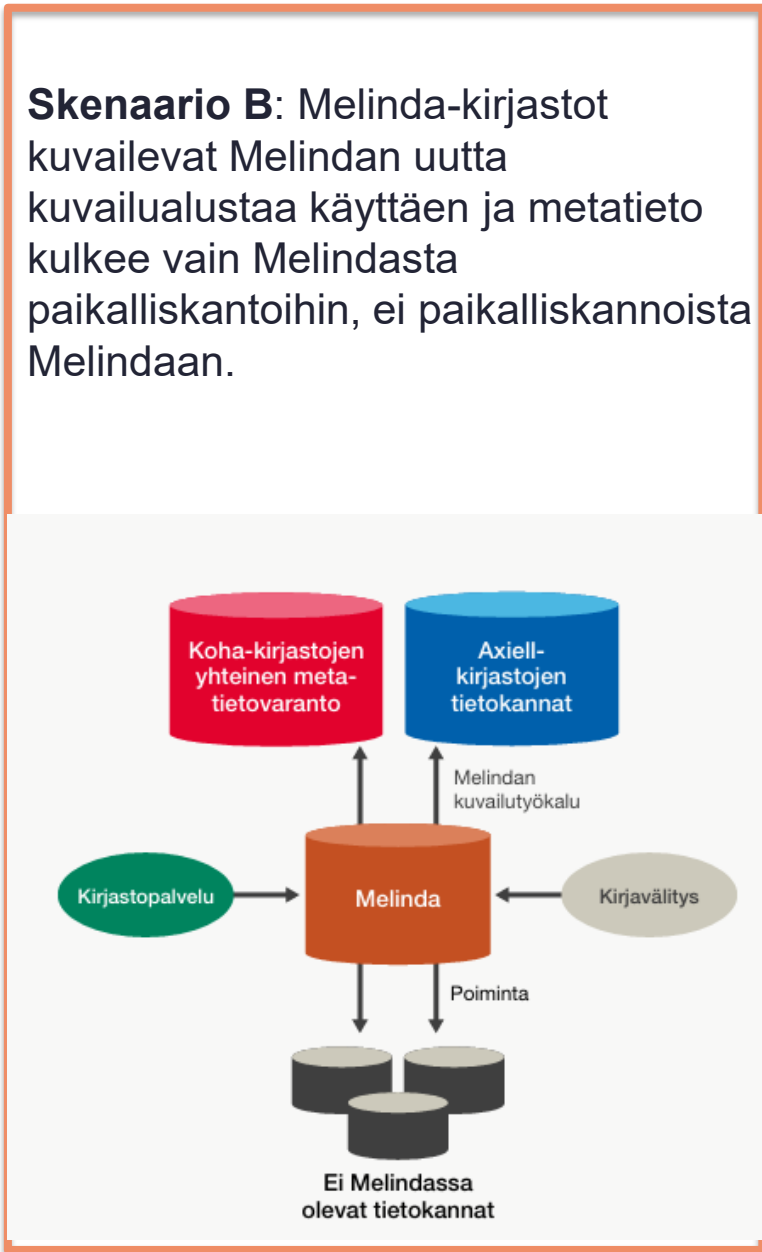 Skenaario B: Melinda-kirjastot
kuvailevat Melindan uutta
kuvailualustaa käyttäen ja metatieto
kulkee vain Melindasta
paikalliskantoihin, ei paikalliskannoista
Melindaan.
Koha-kirjastojen
yhteinen meta-
tietovaranto
Axiell-
kirjastojen
tietokannat
Melindan
kuvailutyökalu
Kirjastopalvelu
Melinda
Kirjavälitys
Poiminta
Ei Melindassa
olevat tietokannat